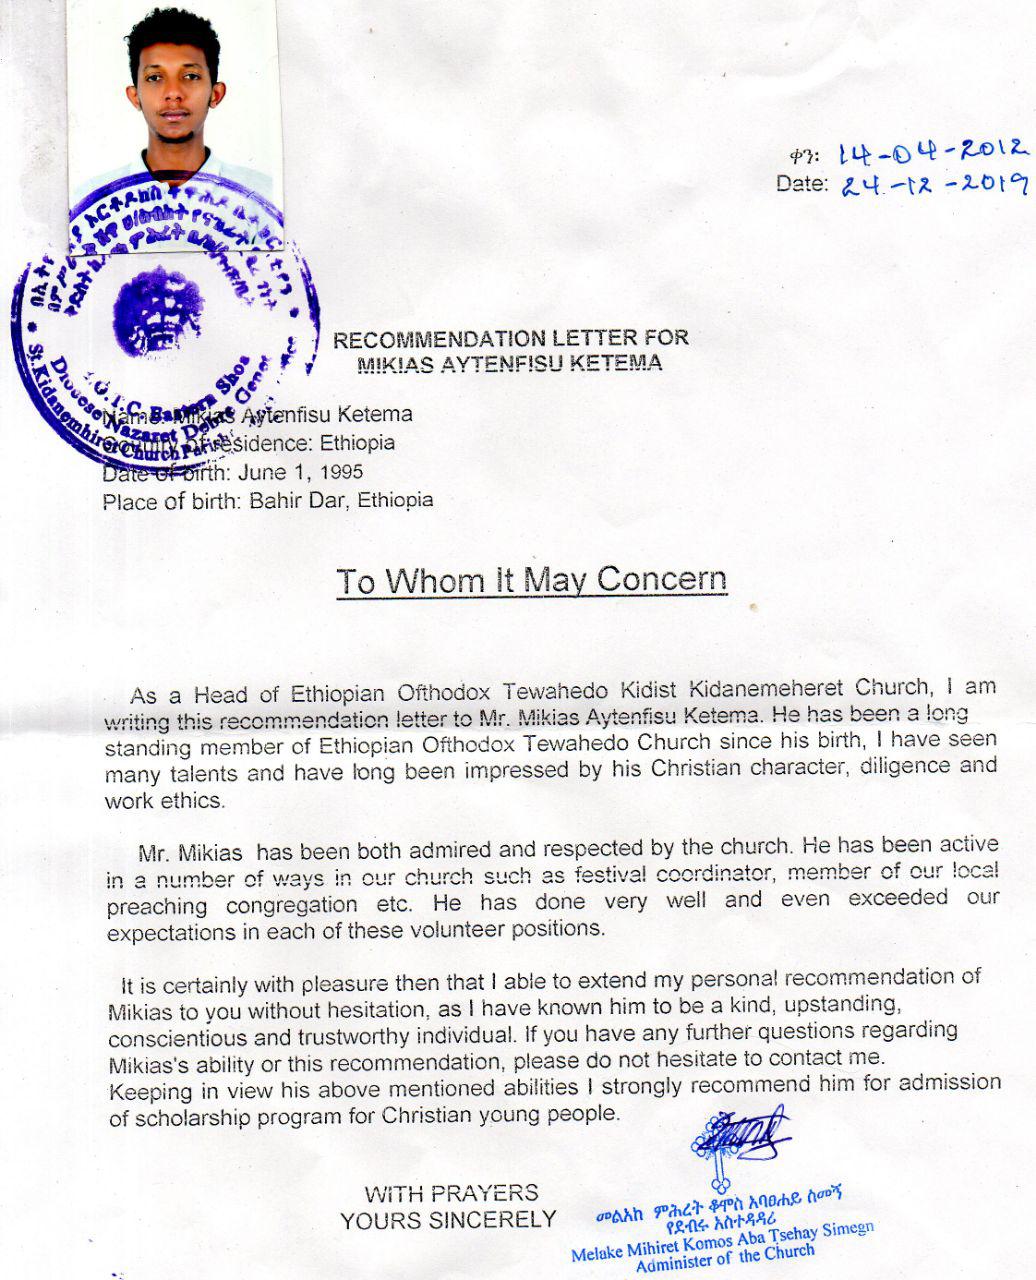 ቀን: 14-04-2012
Date: 24-12-2019
St.Kidanemhiret Church Parish
Diocese Nazaret Debre Genet
E.O.T.C. Eastern Shoa
RECOMMENDATION LETTER FOR
MIKIAS AYTENFISU KETEMA
Name: Mikias Aytenfisu Ketema
Country of residence: Ethiopia
Date of birth: June 1, 1995
Place of birth: Bahir Dar, Ethiopia
To Whom It May Concern
As a Head of Ethiopian Ofthodox Tewahedo Kidist Kidanemeheret Church, I am
writing this recommendation letter to Mr. Mikias Aytenfisu Ketema. He has been a long
standing member of Ethiopian Ofthodox Tewahedo Church since his birth, I have seen
many talents and have long been impressed by his Christian character, diligence and
work ethics.
Mr. Mikias has been both admired and respected by the church. He has been active
in a number of ways in our church such as festival coordinator, member of our local
preaching congregation etc. He has done very well and even exceeded our
expectations in each of these volunteer positions.
It is certainly with pleasure then that I able to extend my personal recommendation of
Mikias to you without hesitation, as I have known him to be a kind, upstanding,
conscientious and trustworthy individual. If you have any further questions regarding
Mikias's ability or this recommendation, please do not hesitate to contact me.
Keeping in view his above mentioned abilities I strongly recommend him for admission
of scholarship program for Christian young people.
WITH PRAYERS
YOURS SINCERELY
መልአከ ምሕረት ቆሞስ አባፀሐይ ስመኝ
የደብሩ አስተዳዳሪ
Melake Mihiret Komos Aba Tsehay Simegn
Administer of the Church